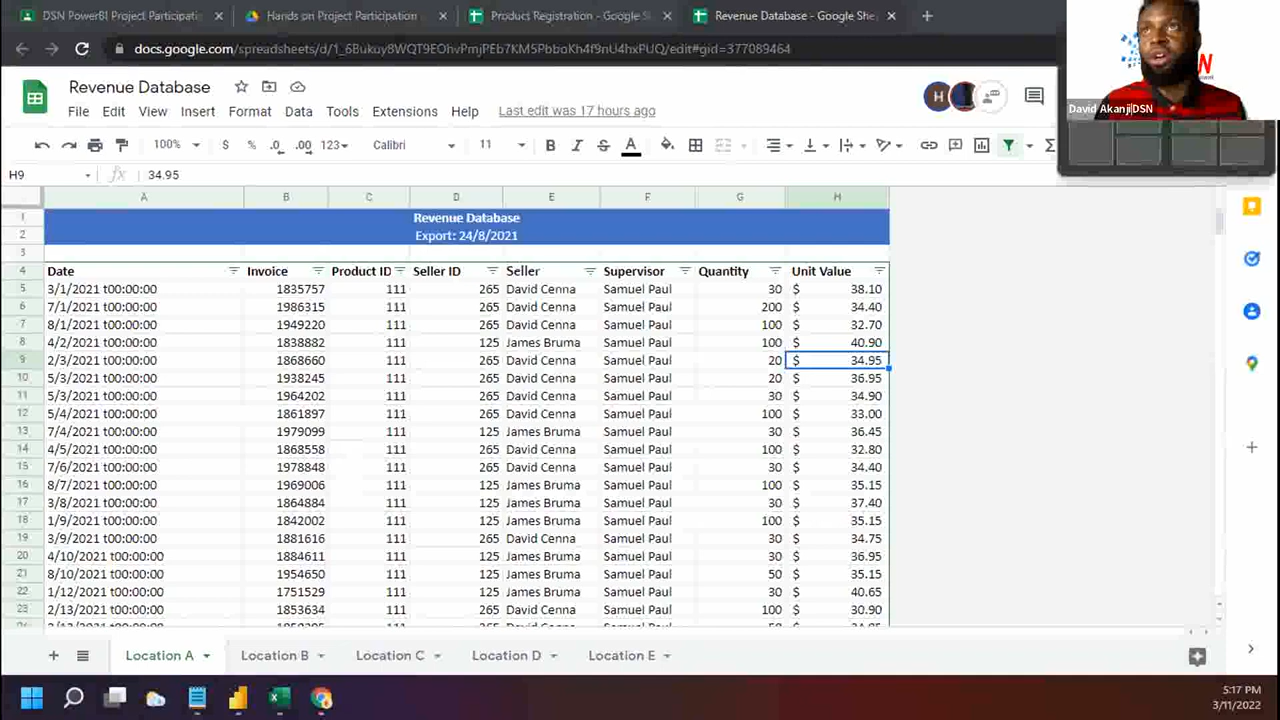 DSN PowerBI Project Participati
Hands on Project Participation
Product Registration - Google S
Revenue Database - Google She
docs.google.com/spreadsheets/d/1_6Bukuy8WQT9EOhvPmjPEb7KM5PbbaKh4f9nU4hxPUQ/edit#gid=377089464
David Akanji|DSN
Revenue Database
File Edit View Insert Format Data Tools Extensions Help Last edit was 17 hours ago
H
100% $ % .0 .00 123 Calibri 11 B I S A
H9 fx 34.95
A B C D E F G H
1 Revenue Database
2 Export: 24/8/2021
3
4 Date Invoice Product ID Seller ID Seller Supervisor Quantity Unit Value
5 3/1/2021 t00:00:00 1835757 111 265 David Cenna Samuel Paul 30 $ 38.10
6 7/1/2021 t00:00:00 1986315 111 265 David Cenna Samuel Paul 200 $ 34.40
7 8/1/2021 t00:00:00 1949220 111 265 David Cenna Samuel Paul 100 $ 32.70
8 4/2/2021 t00:00:00 1838882 111 125 James Bruma Samuel Paul 100 $ 40.90
9 2/3/2021 t00:00:00 1868660 111 265 David Cenna Samuel Paul 20 $ 34.95
10 5/3/2021 t00:00:00 1938245 111 265 David Cenna Samuel Paul 20 $ 36.95
11 5/3/2021 t00:00:00 1964202 111 265 David Cenna Samuel Paul 30 $ 34.90
12 5/4/2021 t00:00:00 1861897 111 265 David Cenna Samuel Paul 100 $ 33.00
13 7/4/2021 t00:00:00 1979099 111 125 James Bruma Samuel Paul 30 $ 36.45
14 4/5/2021 t00:00:00 1868558 111 265 David Cenna Samuel Paul 100 $ 32.80
15 7/6/2021 t00:00:00 1978848 111 265 David Cenna Samuel Paul 30 $ 34.40
16 8/7/2021 t00:00:00 1969006 111 125 James Bruma Samuel Paul 100 $ 35.15
17 3/8/2021 t00:00:00 1864884 111 125 James Bruma Samuel Paul 30 $ 37.40
18 1/9/2021 t00:00:00 1842002 111 125 James Bruma Samuel Paul 100 $ 35.15
19 3/9/2021 t00:00:00 1881616 111 265 David Cenna Samuel Paul 30 $ 34.75
20 4/10/2021 t00:00:00 1884611 111 125 James Bruma Samuel Paul 30 $ 36.95
21 8/10/2021 t00:00:00 1954650 111 125 James Bruma Samuel Paul 50 $ 35.15
22 1/12/2021 t00:00:00 1751529 111 125 James Bruma Samuel Paul 30 $ 40.65
23 2/13/2021 t00:00:00 1853634 111 265 David Cenna Samuel Paul 100 $ 30.90
Location A Location B Location C Location D Location E
5:17 PM
3/11/2022